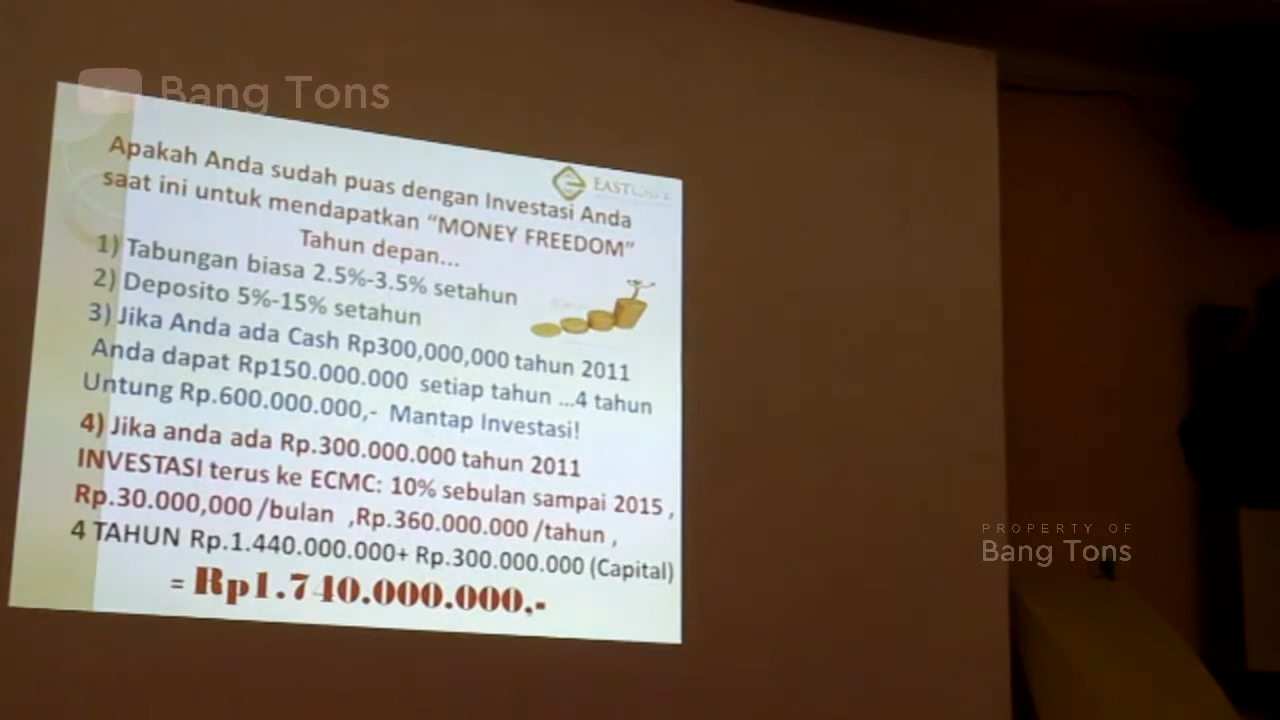 Bang Tons
EAST
Apakah Anda sudah puas dengan Investasi Anda
saat ini untuk mendapatkan “MONEY FREEDOM”
Tahun depan...
1) Tabungan biasa 2.5%-3.5% setahun
2) Deposito 5%-15% setahun
3) Jika Anda ada Cash Rp300,000,000 tahun 2011
Anda dapat Rp150.000.000 setiap tahun ...4 tahun
Untung Rp.600.000.000,- Mantap Investasi!
4) Jika anda ada Rp.300.000.000 tahun 2011
INVESTASI terus ke ECMC: 10% sebulan sampai 2015 ,
Rp.30.000,000 /bulan ,Rp.360.000.000 /tahun ,
4 TAHUN Rp.1.440.000.000+ Rp.300.000.000 (Capital)
= Rp1.740.000.000,-
PROPERTY OF
Bang Tons